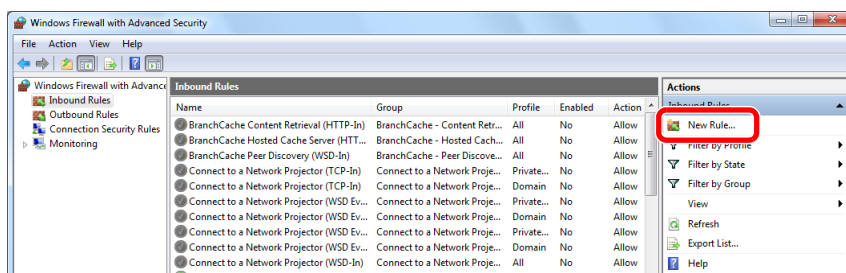 Windows Firewall with Advanced Security
File Action View Help
Windows Firewall with Advance
Inbound Rules
Outbound Rules
Connection Security Rules
Monitoring
Inbound Rules
Name Group Profile Enabled Action
BranchCache Content Retrieval (HTTP-In) BranchCache - Content Retr... All No Allow
BranchCache Hosted Cache Server (HTT... BranchCache - Hosted Cach... All No Allow
BranchCache Peer Discovery (WSD-In) BranchCache - Peer Discove... All No Allow
Connect to a Network Projector (TCP-In) Connect to a Network Proje... Private... No Allow
Connect to a Network Projector (TCP-In) Connect to a Network Proje... Domain No Allow
Connect to a Network Projector (WSD Ev... Connect to a Network Proje... Private... No Allow
Connect to a Network Projector (WSD Ev... Connect to a Network Proje... Domain No Allow
Connect to a Network Projector (WSD Ev... Connect to a Network Proje... Private... No Allow
Connect to a Network Projector (WSD Ev... Connect to a Network Proje... Domain No Allow
Connect to a Network Projector (WSD-In) Connect to a Network Proje... All No Allow
Actions
Inbound Rules
New Rule...
Filter by Profile
Filter by State
Filter by Group
View
Refresh
Export List...
Help